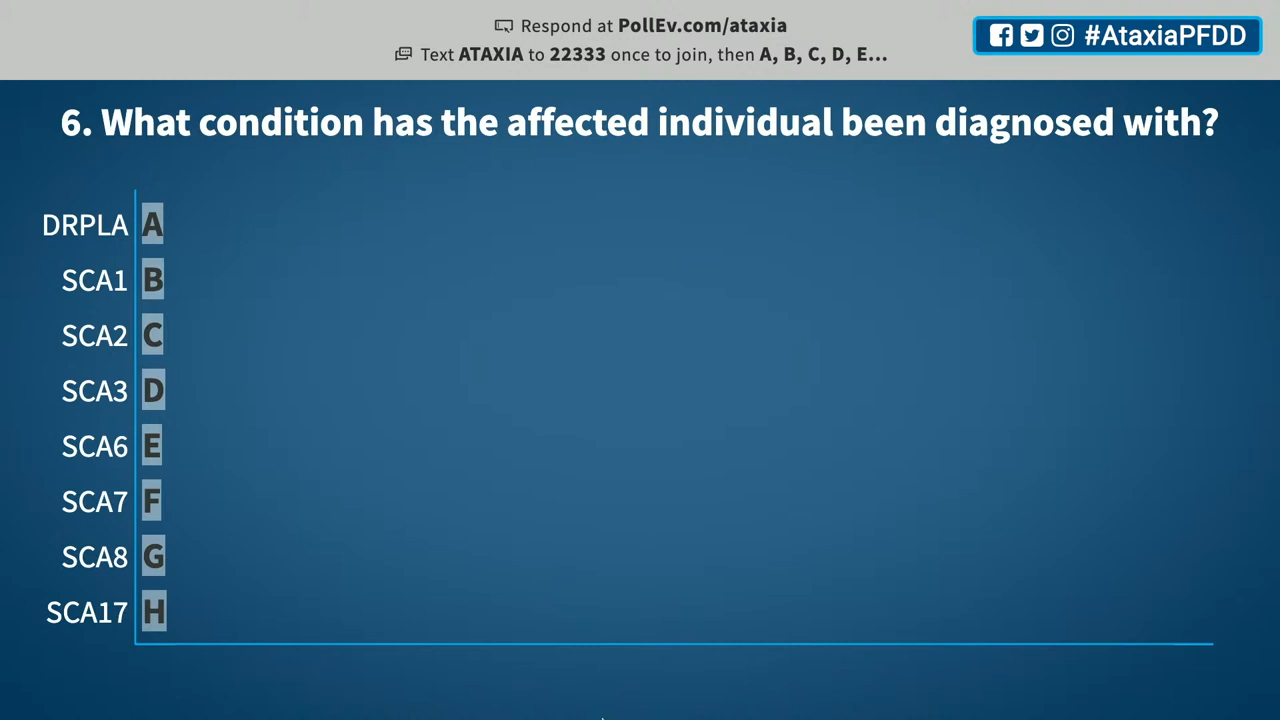 Respond at PollEv.com/ataxia
Text ATAXIA to 22333 once to join, then A, B, C, D, E...
#AtaxiaPFDD
6. What condition has the affected individual been diagnosed with?
DRPLA A
SCA1 B
SCA2 C
SCA3 D
SCA6 E
SCA7 F
SCA8 G
SCA17 H